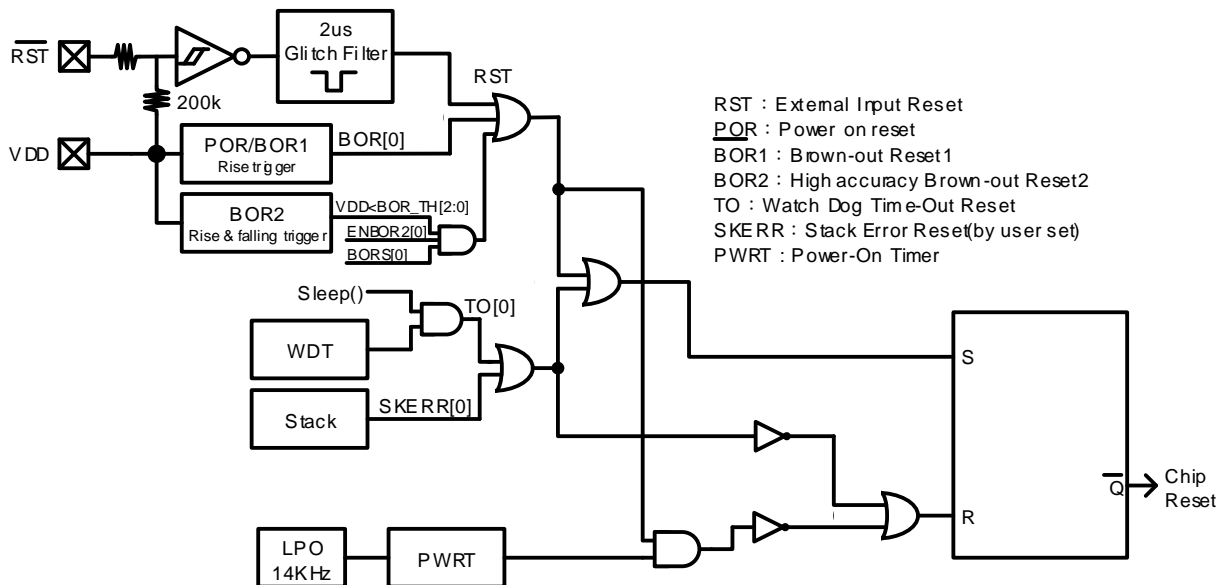 RST
2us
Glitch Filter
RST
200k
VDD
POR/BOR1
Rise trigger
BOR[0]
BOR2
Rise & falling trigger
VDD<BOR_TH[2:0]
ENBOR2[0]
BORS[0]
RST : External Input Reset
POR : Power on reset
BOR1 : Brown-out Reset1
BOR2 : High accuracy Brown-out Reset2
TO : Watch Dog Time-Out Reset
SKERR : Stack Error Reset(by user set)
PWRT : Power-On Timer
Sleep()
TO[0]
WDT
Stack
SKERR[0]
S
R
Q
Chip
Reset
LPO
14KHz
PWRT